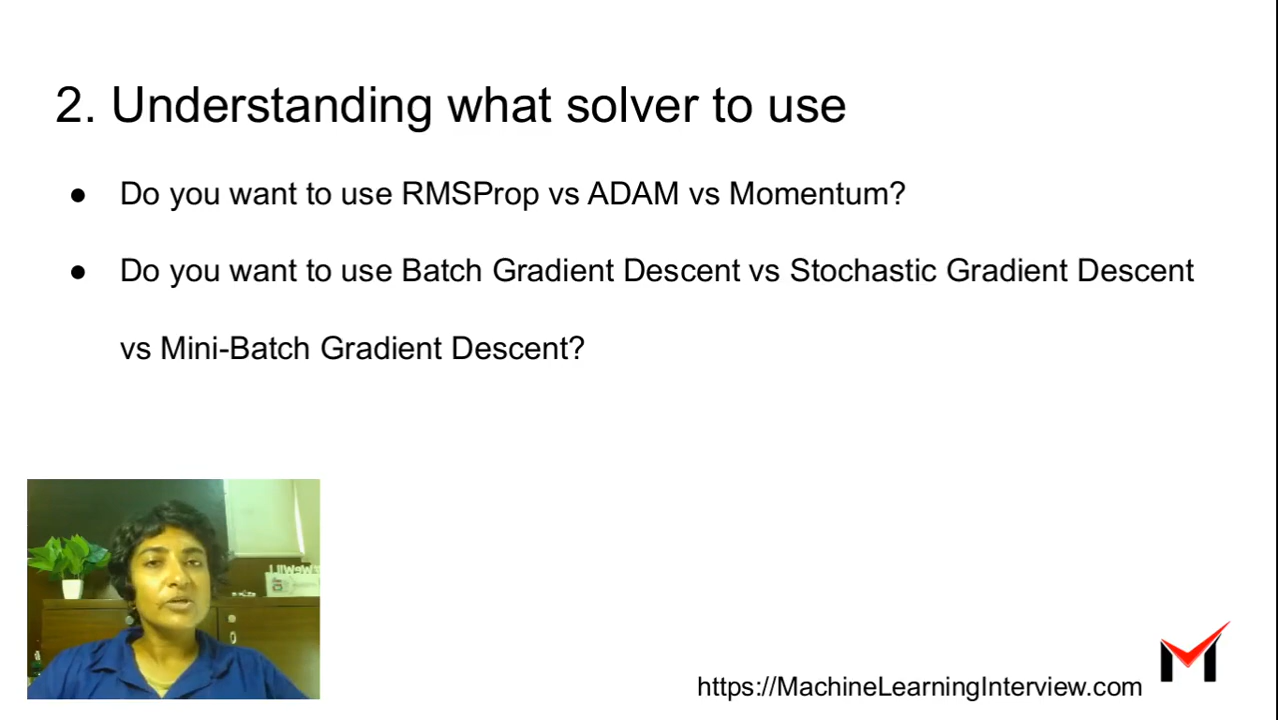 2. Understanding what solver to use
● Do you want to use RMSProp vs ADAM vs Momentum?
● Do you want to use Batch Gradient Descent vs Stochastic Gradient Descent
vs Mini-Batch Gradient Descent?
https://MachineLearningInterview.com